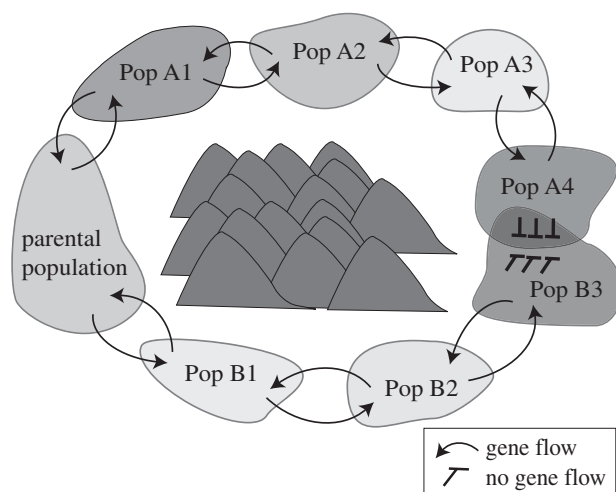 Pop A1
Pop A2
Pop A3
Pop A4
parental
population
Pop B3
Pop B1
Pop B2
gene flow
no gene flow